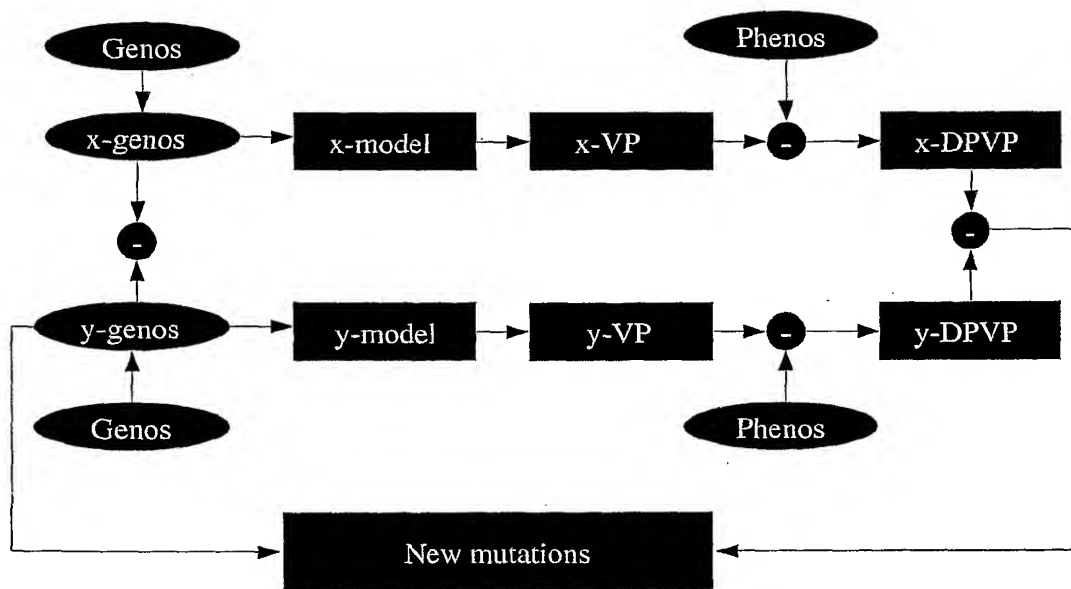 Genos
Phenos
x-genos
x-model
x-VP
-
x-DPVP
-
-
y-genos
y-model
y-VP
-
y-DPVP
Genos
Phenos
New mutations